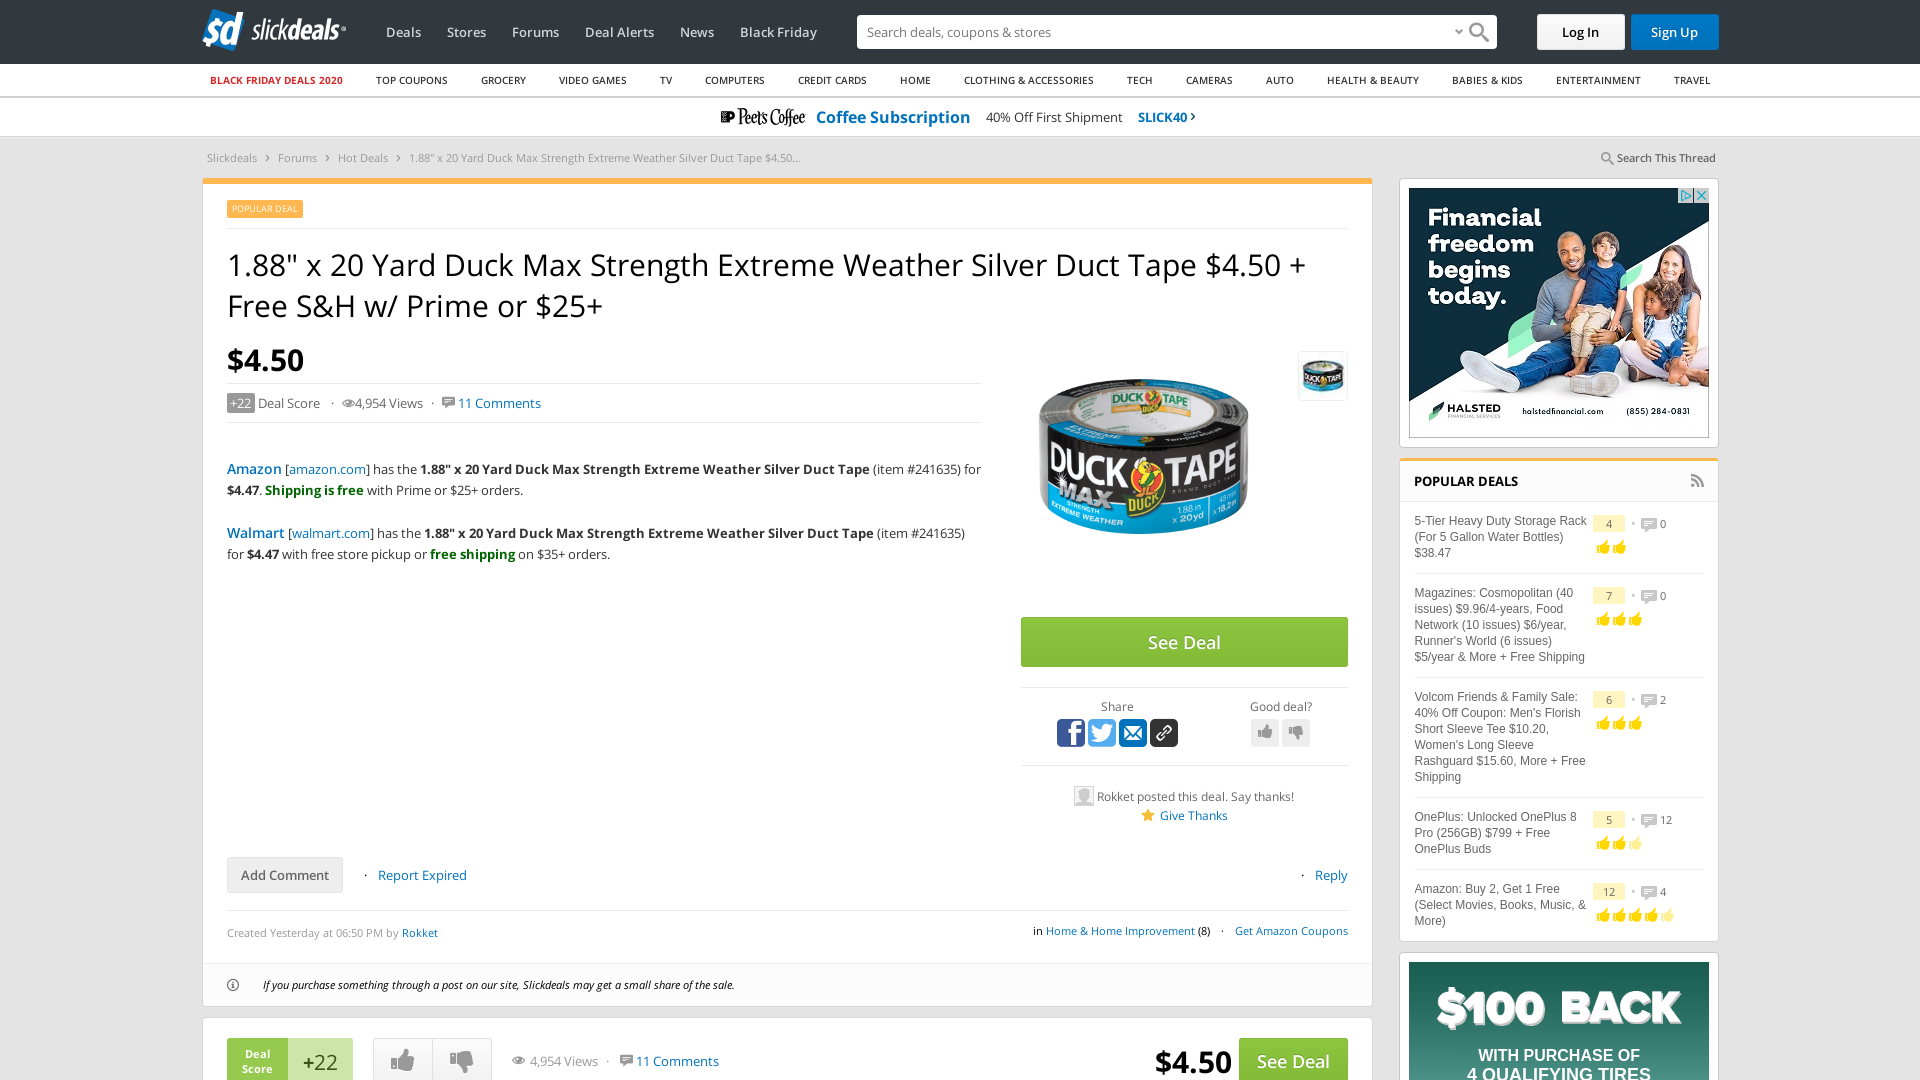 sd slickdeals
Deals Stores Forums Deal Alerts News Black Friday
Search deals, coupons & stores
Log In Sign Up
BLACK FRIDAY DEALS 2020 TOP COUPONS GROCERY VIDEO GAMES TV COMPUTERS CREDIT CARDS HOME CLOTHING & ACCESSORIES TECH CAMERAS AUTO HEALTH & BEAUTY BABIES & KIDS ENTERTAINMENT TRAVEL
Peet's Coffee Coffee Subscription 40% Off First Shipment SLICK40
Slickdeals Forums Hot Deals 1.88" x 20 Yard Duck Max Strength Extreme Weather Silver Duct Tape $4.50...
Search This Thread
POPULAR DEAL
1.88" x 20 Yard Duck Max Strength Extreme Weather Silver Duct Tape $4.50 +
Free S&H w/ Prime or $25+
$4.50
+22 Deal Score · 4,954 Views · 11 Comments
Amazon [amazon.com] has the 1.88" x 20 Yard Duck Max Strength Extreme Weather Silver Duct Tape (item #241635) for
$4.47. Shipping is free with Prime or $25+ orders.
Walmart [walmart.com] has the 1.88" x 20 Yard Duck Max Strength Extreme Weather Silver Duct Tape (item #241635)
for $4.47 with free store pickup or free shipping on $35+ orders.
DUCK TAPE
EXTREME WEATHER
DUCK TAPE
MAX
STRENGTH
EXTREME WEATHER
DUCK
BRAND DUCT TAPE
1.88 in x 20yd
48mm x 18.2m
DUCK TAPE
See Deal
Share
Good deal?
Rokket posted this deal. Say thanks!
Give Thanks
Add Comment · Report Expired
· Reply
Created Yesterday at 06:50 PM by Rokket
in Home & Home Improvement (8) · Get Amazon Coupons
If you purchase something through a post on our site, Slickdeals may get a small share of the sale.
Deal
Score
+22
4,954 Views · 11 Comments
$4.50 See Deal
Financial
freedom
begins
today.
HALSTED
FINANCIAL SERVICES
halstedfinancial.com (855) 284-0831
POPULAR DEALS
5-Tier Heavy Duty Storage Rack
(For 5 Gallon Water Bottles)
$38.47
4 · 0
Magazines: Cosmopolitan (40
issues) $9.96/4-years, Food
Network (10 issues) $6/year,
Runner's World (6 issues)
$5/year & More + Free Shipping
7 · 0
Volcom Friends & Family Sale:
40% Off Coupon: Men's Florish
Short Sleeve Tee $10.20,
Women's Long Sleeve
Rashguard $15.60, More + Free
Shipping
6 · 2
OnePlus: Unlocked OnePlus 8
Pro (256GB) $799 + Free
OnePlus Buds
5 · 12
Amazon: Buy 2, Get 1 Free
(Select Movies, Books, Music, &
More)
12 · 4
$100 BACK
WITH PURCHASE OF
4 QUALIFYING TIRES